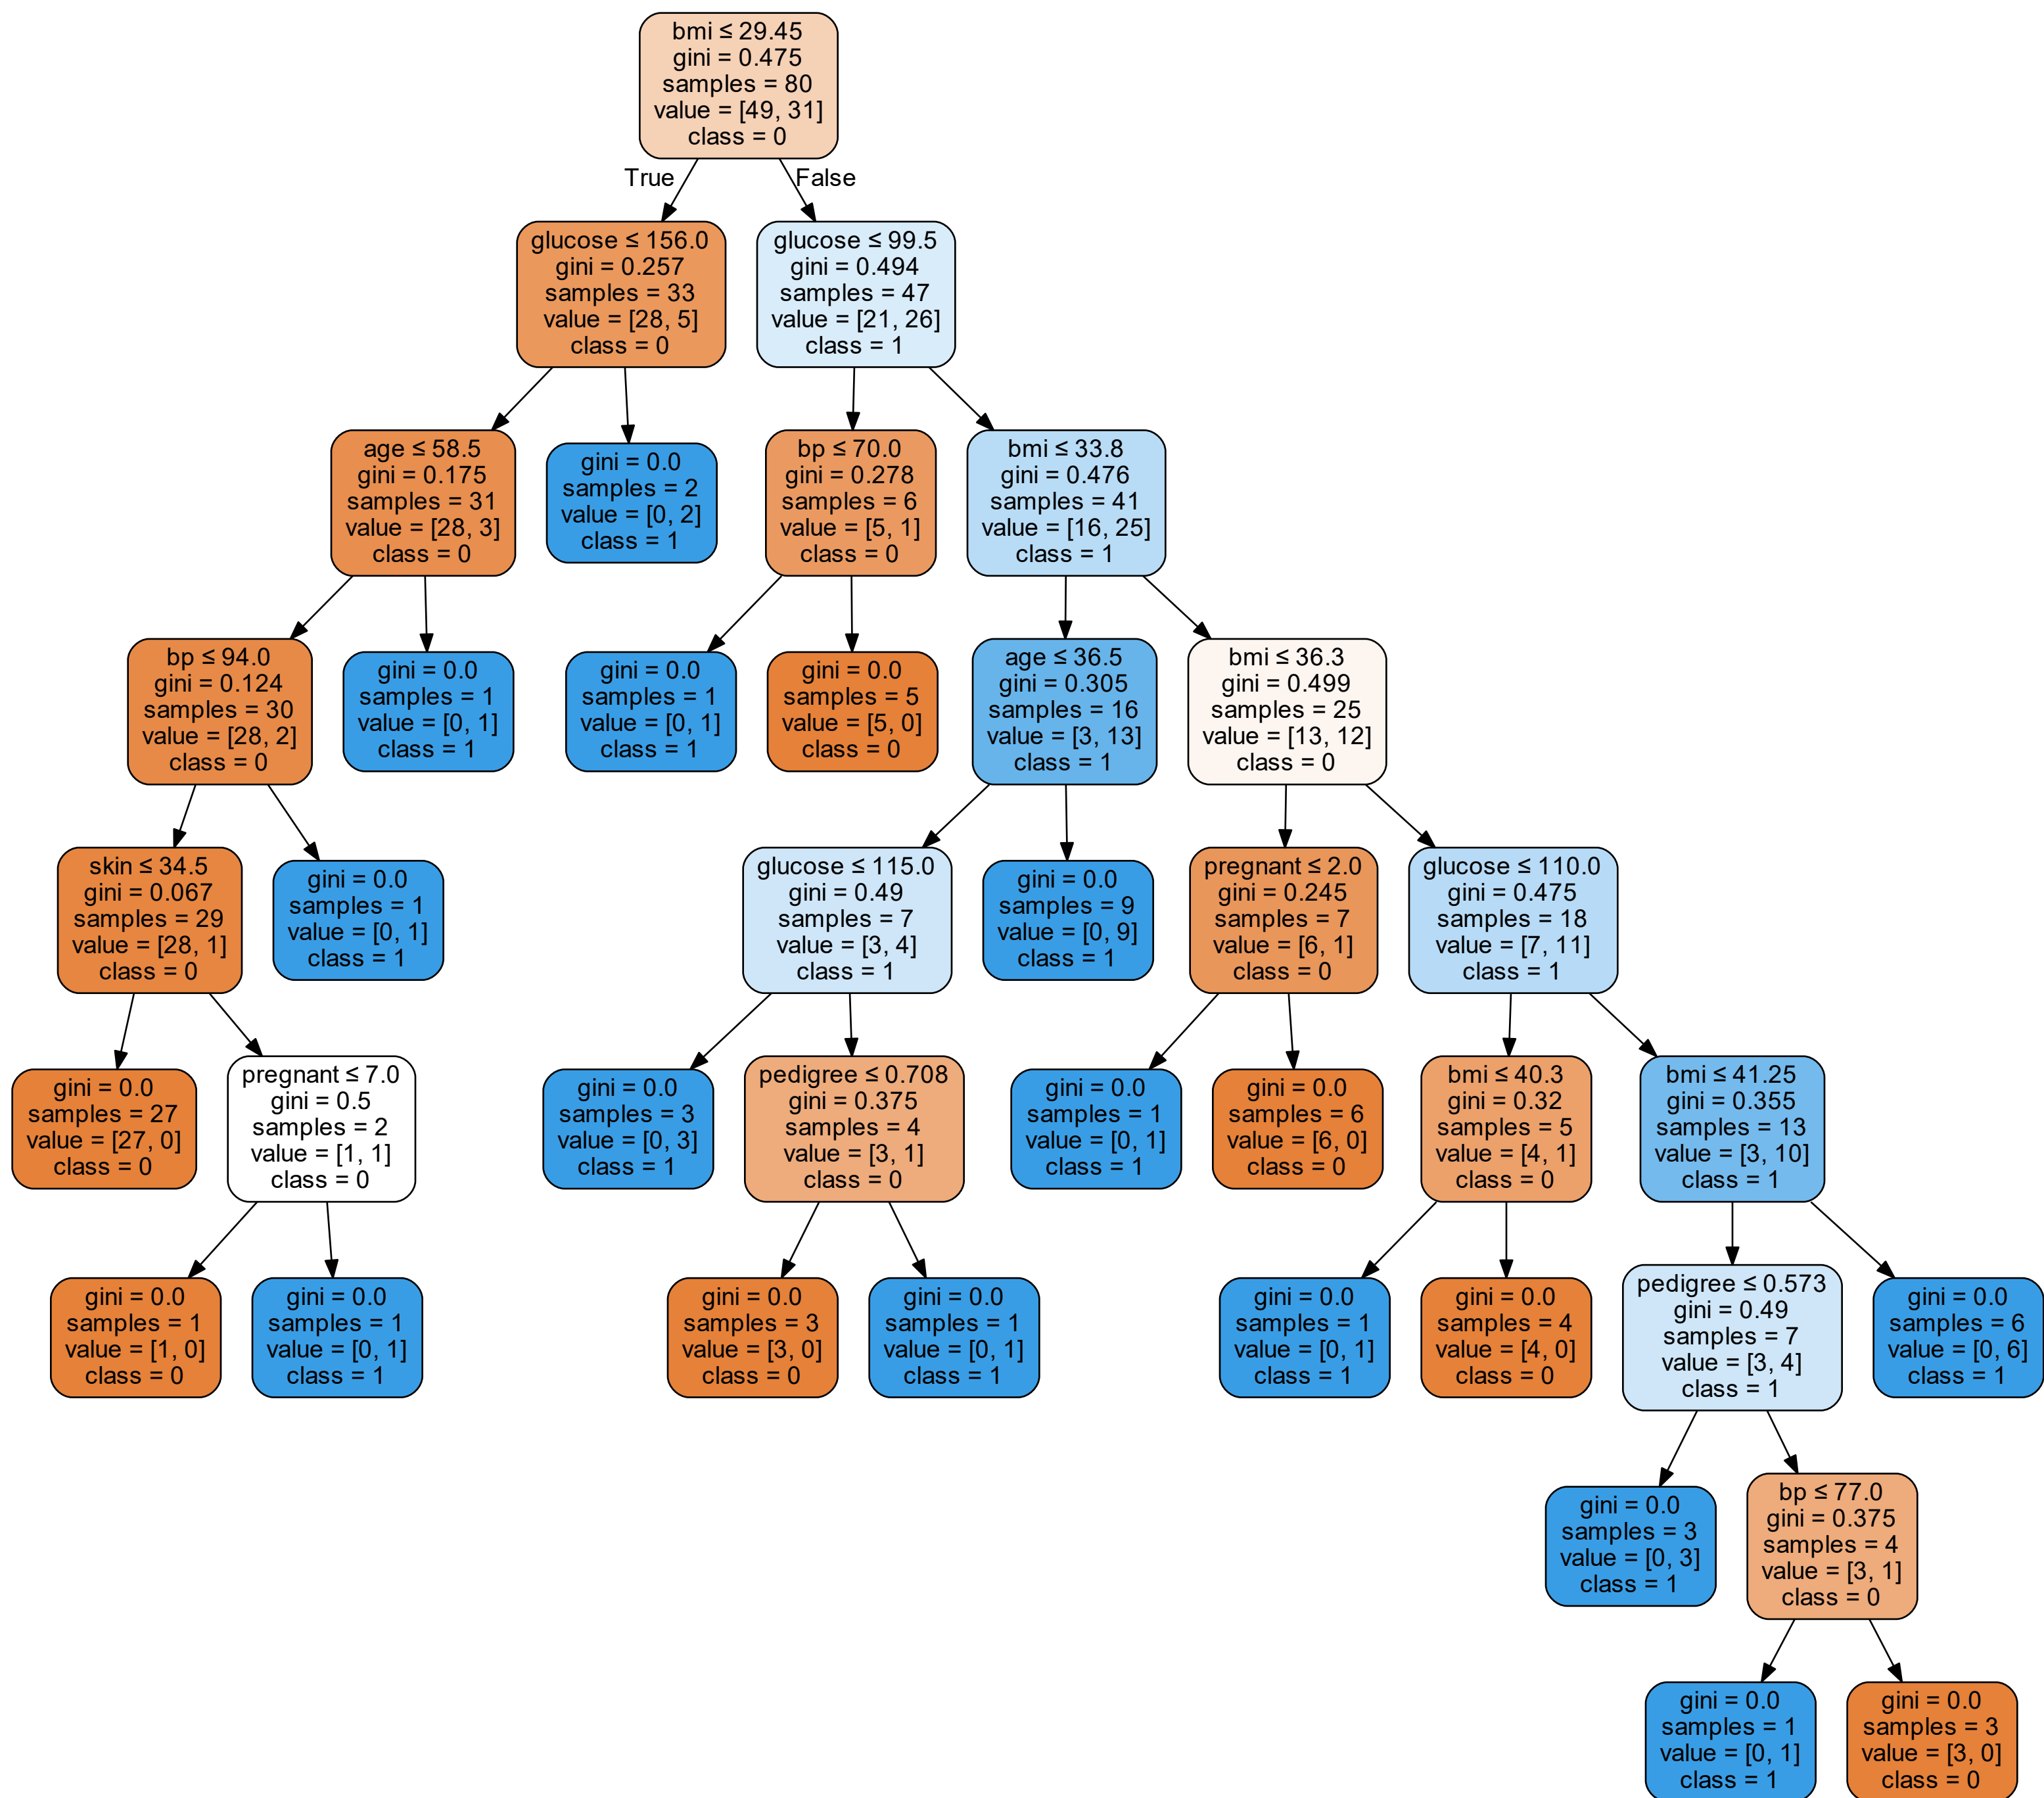 bmi ≤ 29.45
gini = 0.475
samples = 80
value = [49, 31]
class = 0
True
False
glucose ≤ 156.0
gini = 0.257
samples = 33
value = [28, 5]
class = 0
glucose ≤ 99.5
gini = 0.494
samples = 47
value = [21, 26]
class = 1
age ≤ 58.5
gini = 0.175
samples = 31
value = [28, 3]
class = 0
gini = 0.0
samples = 2
value = [0, 2]
class = 1
bp ≤ 70.0
gini = 0.278
samples = 6
value = [5, 1]
class = 0
bmi ≤ 33.8
gini = 0.476
samples = 41
value = [16, 25]
class = 1
bp ≤ 94.0
gini = 0.124
samples = 30
value = [28, 2]
class = 0
gini = 0.0
samples = 1
value = [0, 1]
class = 1
gini = 0.0
samples = 1
value = [0, 1]
class = 1
gini = 0.0
samples = 5
value = [5, 0]
class = 0
age ≤ 36.5
gini = 0.305
samples = 16
value = [3, 13]
class = 1
bmi ≤ 36.3
gini = 0.499
samples = 25
value = [13, 12]
class = 0
skin ≤ 34.5
gini = 0.067
samples = 29
value = [28, 1]
class = 0
gini = 0.0
samples = 1
value = [0, 1]
class = 1
glucose ≤ 115.0
gini = 0.49
samples = 7
value = [3, 4]
class = 1
gini = 0.0
samples = 9
value = [0, 9]
class = 1
pregnant ≤ 2.0
gini = 0.245
samples = 7
value = [6, 1]
class = 0
glucose ≤ 110.0
gini = 0.475
samples = 18
value = [7, 11]
class = 1
gini = 0.0
samples = 27
value = [27, 0]
class = 0
pregnant ≤ 7.0
gini = 0.5
samples = 2
value = [1, 1]
class = 0
gini = 0.0
samples = 3
value = [0, 3]
class = 1
pedigree ≤ 0.708
gini = 0.375
samples = 4
value = [3, 1]
class = 0
gini = 0.0
samples = 1
value = [0, 1]
class = 1
gini = 0.0
samples = 6
value = [6, 0]
class = 0
bmi ≤ 40.3
gini = 0.32
samples = 5
value = [4, 1]
class = 0
bmi ≤ 41.25
gini = 0.355
samples = 13
value = [3, 10]
class = 1
gini = 0.0
samples = 1
value = [1, 0]
class = 0
gini = 0.0
samples = 1
value = [0, 1]
class = 1
gini = 0.0
samples = 3
value = [3, 0]
class = 0
gini = 0.0
samples = 1
value = [0, 1]
class = 1
gini = 0.0
samples = 1
value = [0, 1]
class = 1
gini = 0.0
samples = 4
value = [4, 0]
class = 0
pedigree ≤ 0.573
gini = 0.49
samples = 7
value = [3, 4]
class = 1
gini = 0.0
samples = 6
value = [0, 6]
class = 1
gini = 0.0
samples = 3
value = [0, 3]
class = 1
bp ≤ 77.0
gini = 0.375
samples = 4
value = [3, 1]
class = 0
gini = 0.0
samples = 1
value = [0, 1]
class = 1
gini = 0.0
samples = 3
value = [3, 0]
class = 0